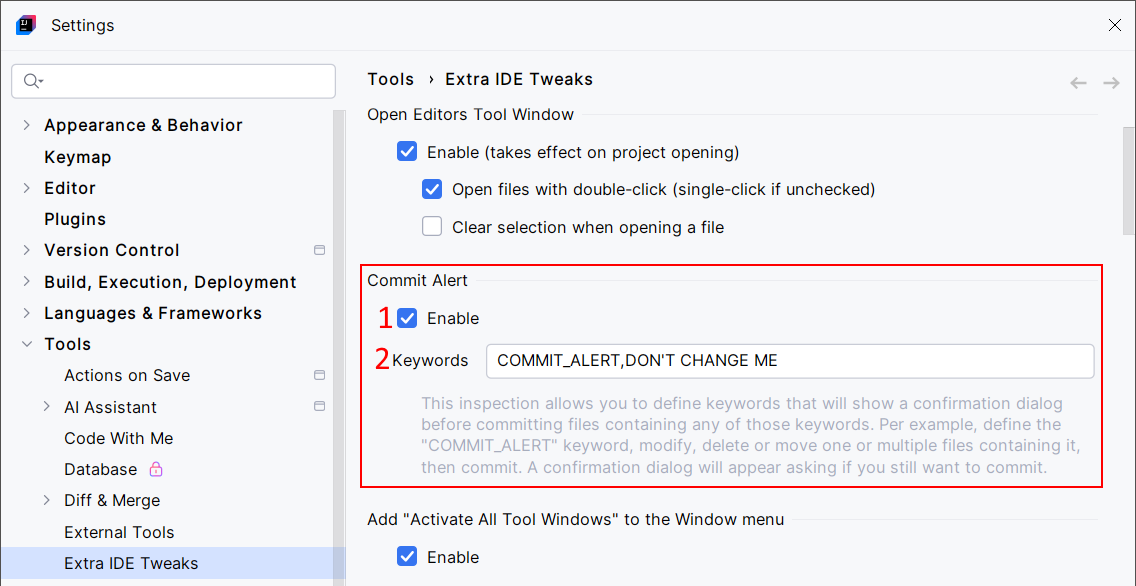 Settings
Appearance & Behavior
Keymap
Editor
Plugins
Version Control
Build, Execution, Deployment
Languages & Frameworks
Tools
Actions on Save
AI Assistant
Code With Me
Database
Diff & Merge
External Tools
Extra IDE Tweaks
Tools › Extra IDE Tweaks
Open Editors Tool Window
Enable (takes effect on project opening)
Open files with double-click (single-click if unchecked)
Clear selection when opening a file
Commit Alert
1 Enable
2 Keywords COMMIT_ALERT,DON'T CHANGE ME
This inspection allows you to define keywords that will show a confirmation dialog
before committing files containing any of those keywords. Per example, define the
"COMMIT_ALERT" keyword, modify, delete or move one or multiple files containing it,
then commit. A confirmation dialog will appear asking if you still want to commit.
Add "Activate All Tool Windows" to the Window menu
Enable